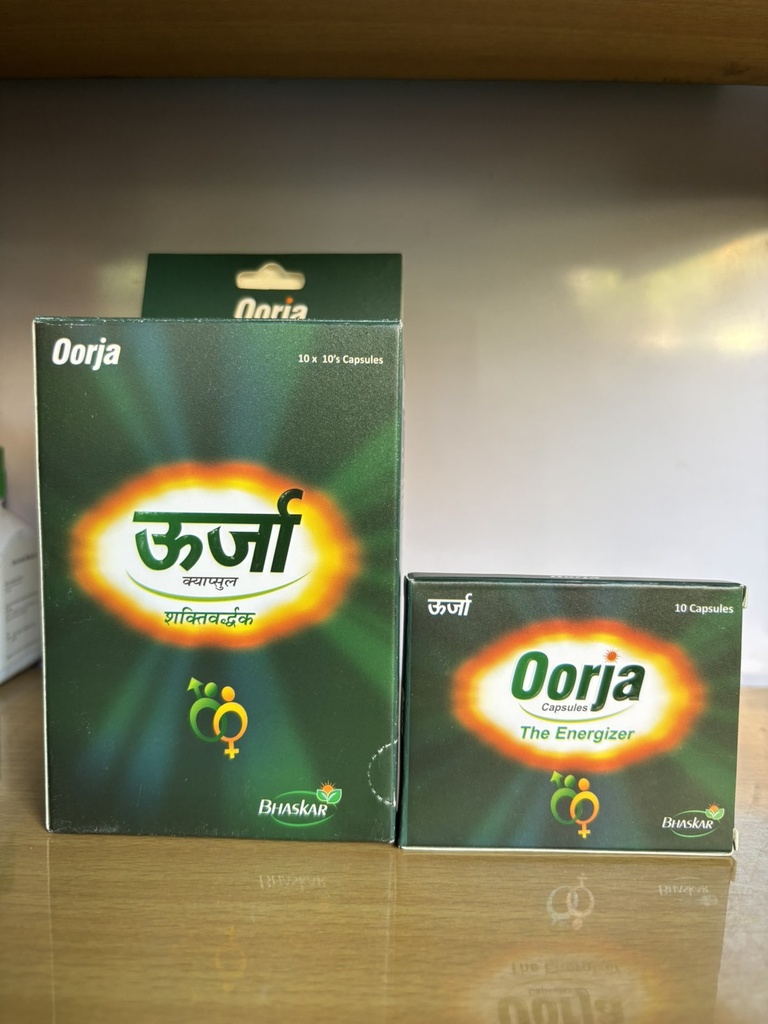 Oorja
Oorja
10 x 10's Capsules
ऊर्जा
क्याप्सुल
शक्तिवर्द्धक
BHASKAR
ऊर्जा
10 Capsules
Oorja
Capsules
The Energizer
BHASKAR